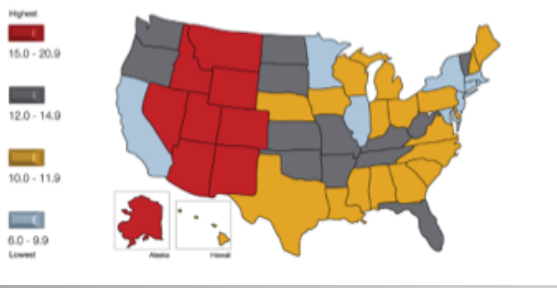 Highest
15.0 - 20.9
12.0 - 14.9
10.0 - 11.9
6.0 - 9.9
Lowest
Alaska
Hawaii